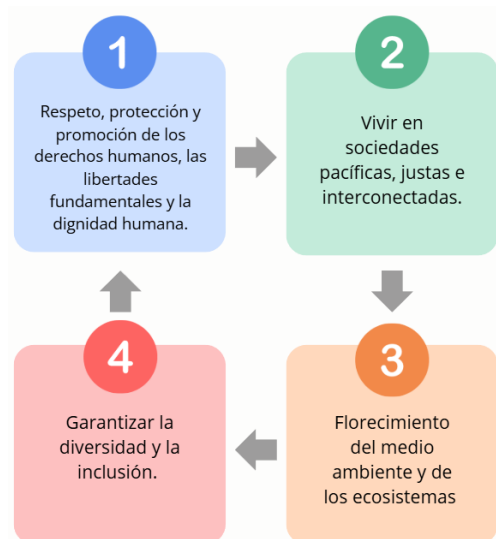 1
Respeto, protección y
promoción de los
derechos humanos, las
libertades
fundamentales y la
dignidad humana.
2
Vivir en
sociedades
pacíficas, justas e
interconectadas.
3
Florecimiento
del medio
ambiente y de
los ecosistemas
4
Garantizar la
diversidad y la
inclusión.